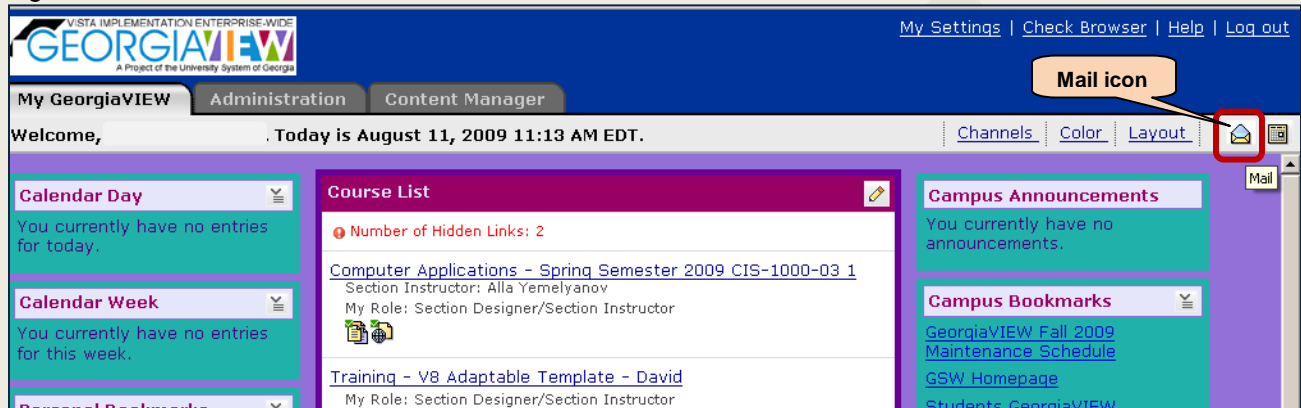 VISTA IMPLEMENTATION ENTERPRISE-WIDE
GEORGIAVIEW
A Project of the University System of Georgia
My Settings | Check Browser | Help | Log out
Mail icon
My GeorgiaVIEW
Administration
Content Manager
Welcome, . Today is August 11, 2009 11:13 AM EDT.
Channels
Color
Layout
Mail
Calendar Day
You currently have no entries
for today.
Calendar Week
You currently have no entries
for this week.
Personal Bookmarks
Course List
Number of Hidden Links: 2
Computer Applications - Spring Semester 2009 CIS-1000-03 1
Section Instructor: Alla Yemelyanov
My Role: Section Designer/Section Instructor
Training - V8 Adaptable Template - David
My Role: Section Designer/Section Instructor
Campus Announcements
You currently have no
announcements.
Campus Bookmarks
GeorgiaVIEW Fall 2009
Maintenance Schedule
GSW Homepage
Students GeorgiaVIEW